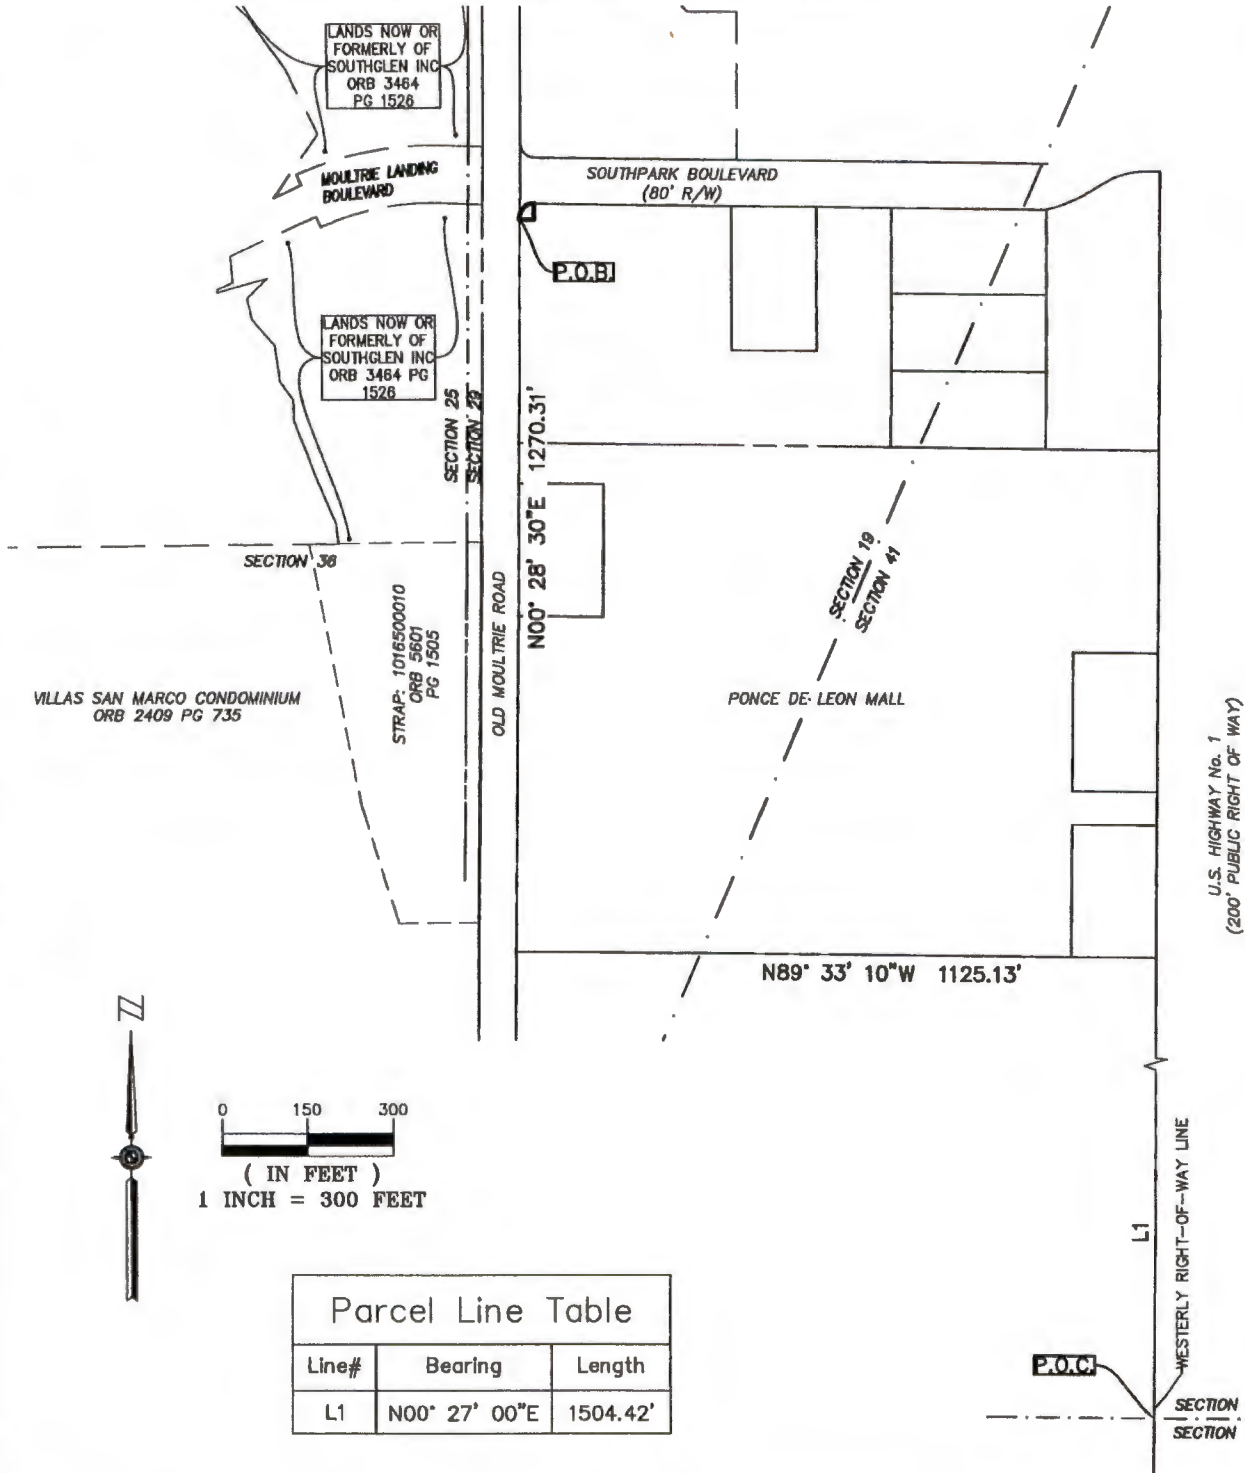 LANDS NOW OR
FORMERLY OF
SOUTHGLEN INC
ORB 3464
PG 1526
MOULTRIE LANDING
BOULEVARD
SOUTHPARK BOULEVARD
(80' R/W)
P.O.B.
LANDS NOW OR
FORMERLY OF
SOUTHGLEN INC
ORB 3464 PG
1526
SECTION 25
SECTION 29
N00° 28' 30"E 1270.31'
SECTION 36
STRAP: 1016500010
ORB 5601
PG 1505
OLD MOULTRIE ROAD
SECTION 19
SECTION 41
VILLAS SAN MARCO CONDOMINIUM
ORB 2409 PG 735
PONCE DE LEON MALL
U.S. HIGHWAY No. 1
(200' PUBLIC RIGHT OF WAY)
N89° 33' 10"W 1125.13'
N
0 150 300
( IN FEET )
1 INCH = 300 FEET
L1
WESTERLY RIGHT-OF-WAY LINE
Parcel Line Table
Line# Bearing Length
L1 N00° 27' 00"E 1504.42'
P.O.C.
SECTION
SECTION